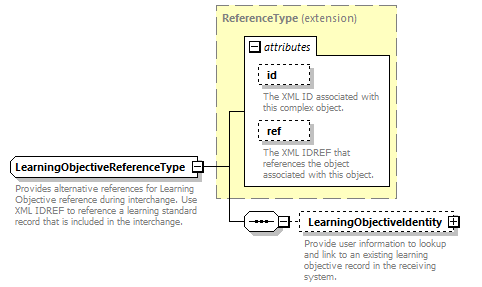 ReferenceType (extension)
attributes
id
The XML ID associated with
this complex object.
ref
The XML IDREF that
references the object
associated with this object.
LearningObjectiveReferenceType
Provides alternative references for Learning
Objective reference during interchange. Use
XML IDREF to reference a learning standard
record that is included in the interchange.
LearningObjectiveIdentity
Provide user information to lookup
and link to an existing learning
objective record in the receiving
system.